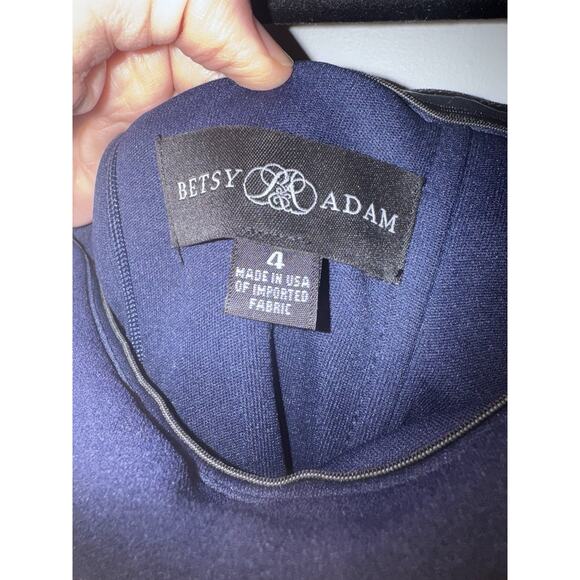 BETSY & ADAM
4
MADE IN USA
OF IMPORTED
FABRIC